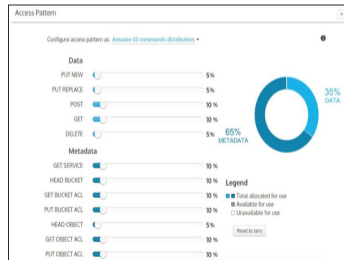 Access Pattern
Configure access pattern as Amazon S3 commands distribution
Data
PUT NEW 5%
PUT REPLACE 5%
POST 10 %
GET 10 %
DELETE 5%
35%
DATA
65%
METADATA
Metadata
GET SERVICE 10 %
HEAD BUCKET 10 %
GET BUCKET ACL 10 %
PUT BUCKET ACL 10 %
HEAD OBJECT 5%
GET OBJECT ACL 10 %
PUT OBJECT ACL 10 %
Legend
Total allocated for use
Available for use
Unavailable for use
Reset to zero